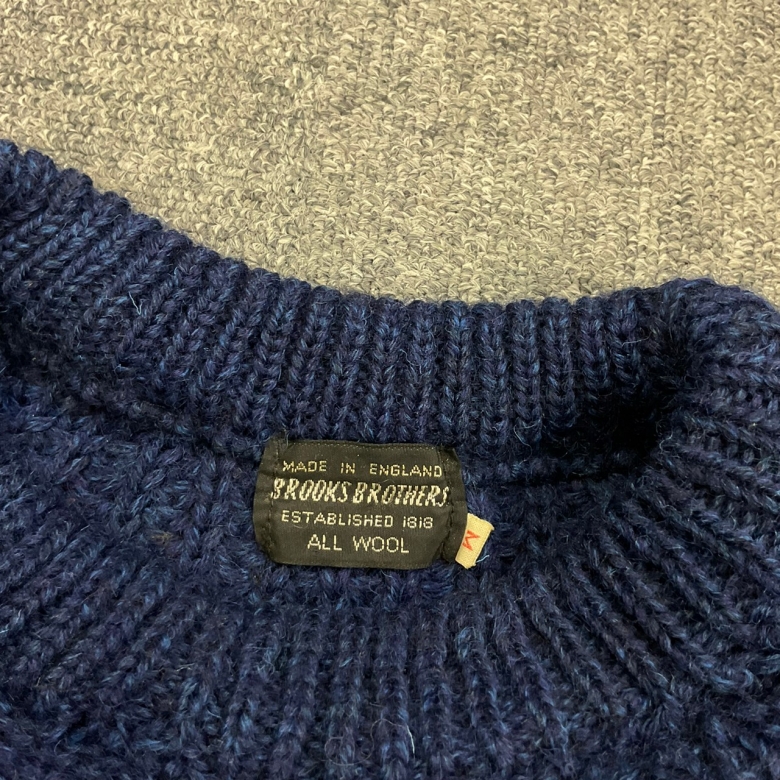 MADE IN ENGLAND
BROOKS BROTHERS
ESTABLISHED 1818
ALL WOOL
M